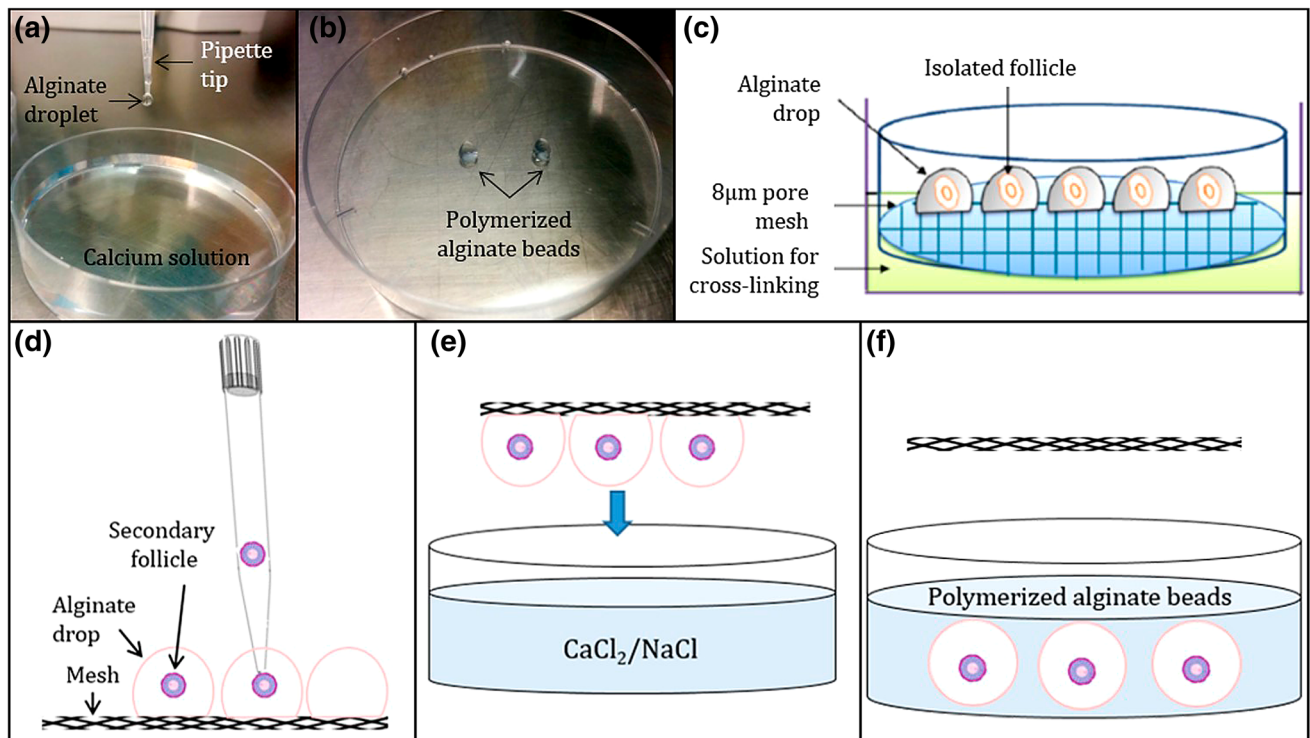 (a)
Pipette
tip
Alginate
droplet
Calcium solution
(b)
Polymerized
alginate beads
(c)
Isolated follicle
Alginate
drop
8μm pore
mesh
Solution for
cross-linking
(d)
Secondary
follicle
Alginate
drop
Mesh
(e)
CaCl₂/NaCl
(f)
Polymerized alginate beads